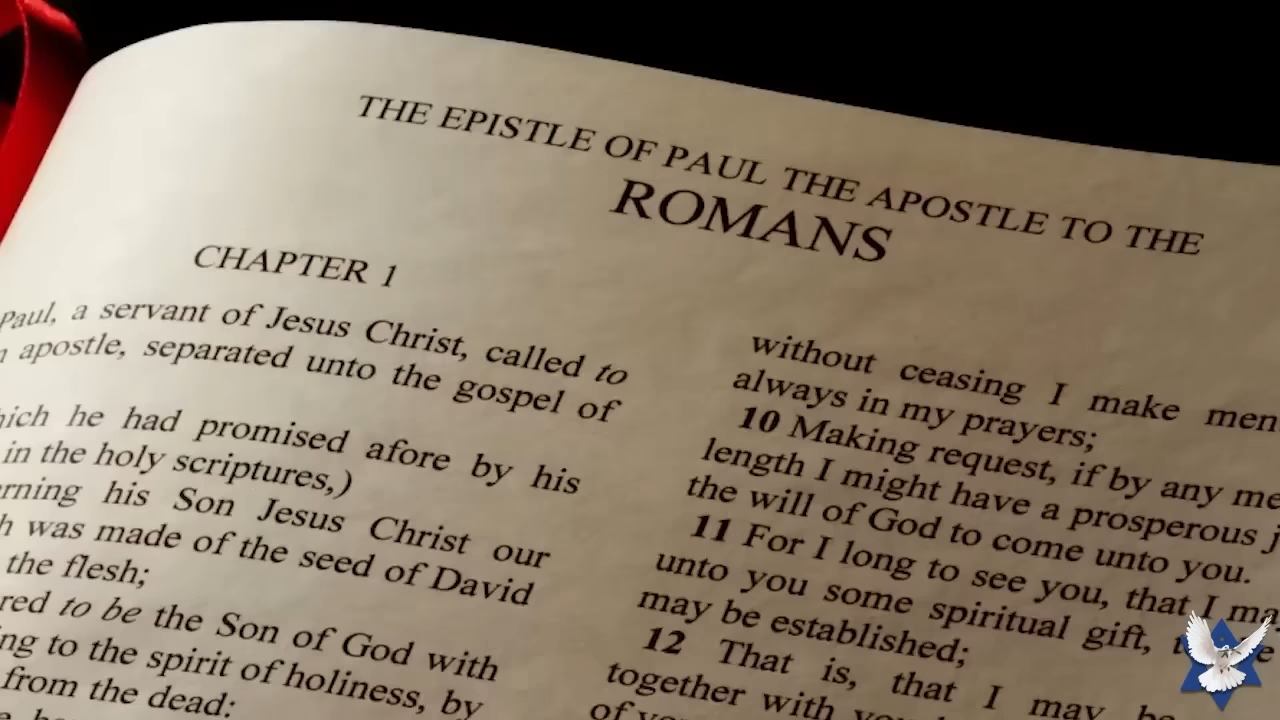 THE EPISTLE OF PAUL THE APOSTLE TO THE
ROMANS
CHAPTER 1
Paul, a servant of Jesus Christ, called to
apostle, separated unto the gospel of
hich he had promised afore by his
in the holy scriptures,)
rning his Son Jesus Christ our
h was made of the seed of David
the flesh;
red to be the Son of God with
ing to the spirit of holiness, by
from the dead:
without ceasing I make men
always in my prayers;
10 Making request, if by any me
length I might have a prosperous j
the will of God to come unto you.
11 For I long to see you, that I ma
unto you some spiritual gift,
may be established;
12 That is, that I may be
together with you